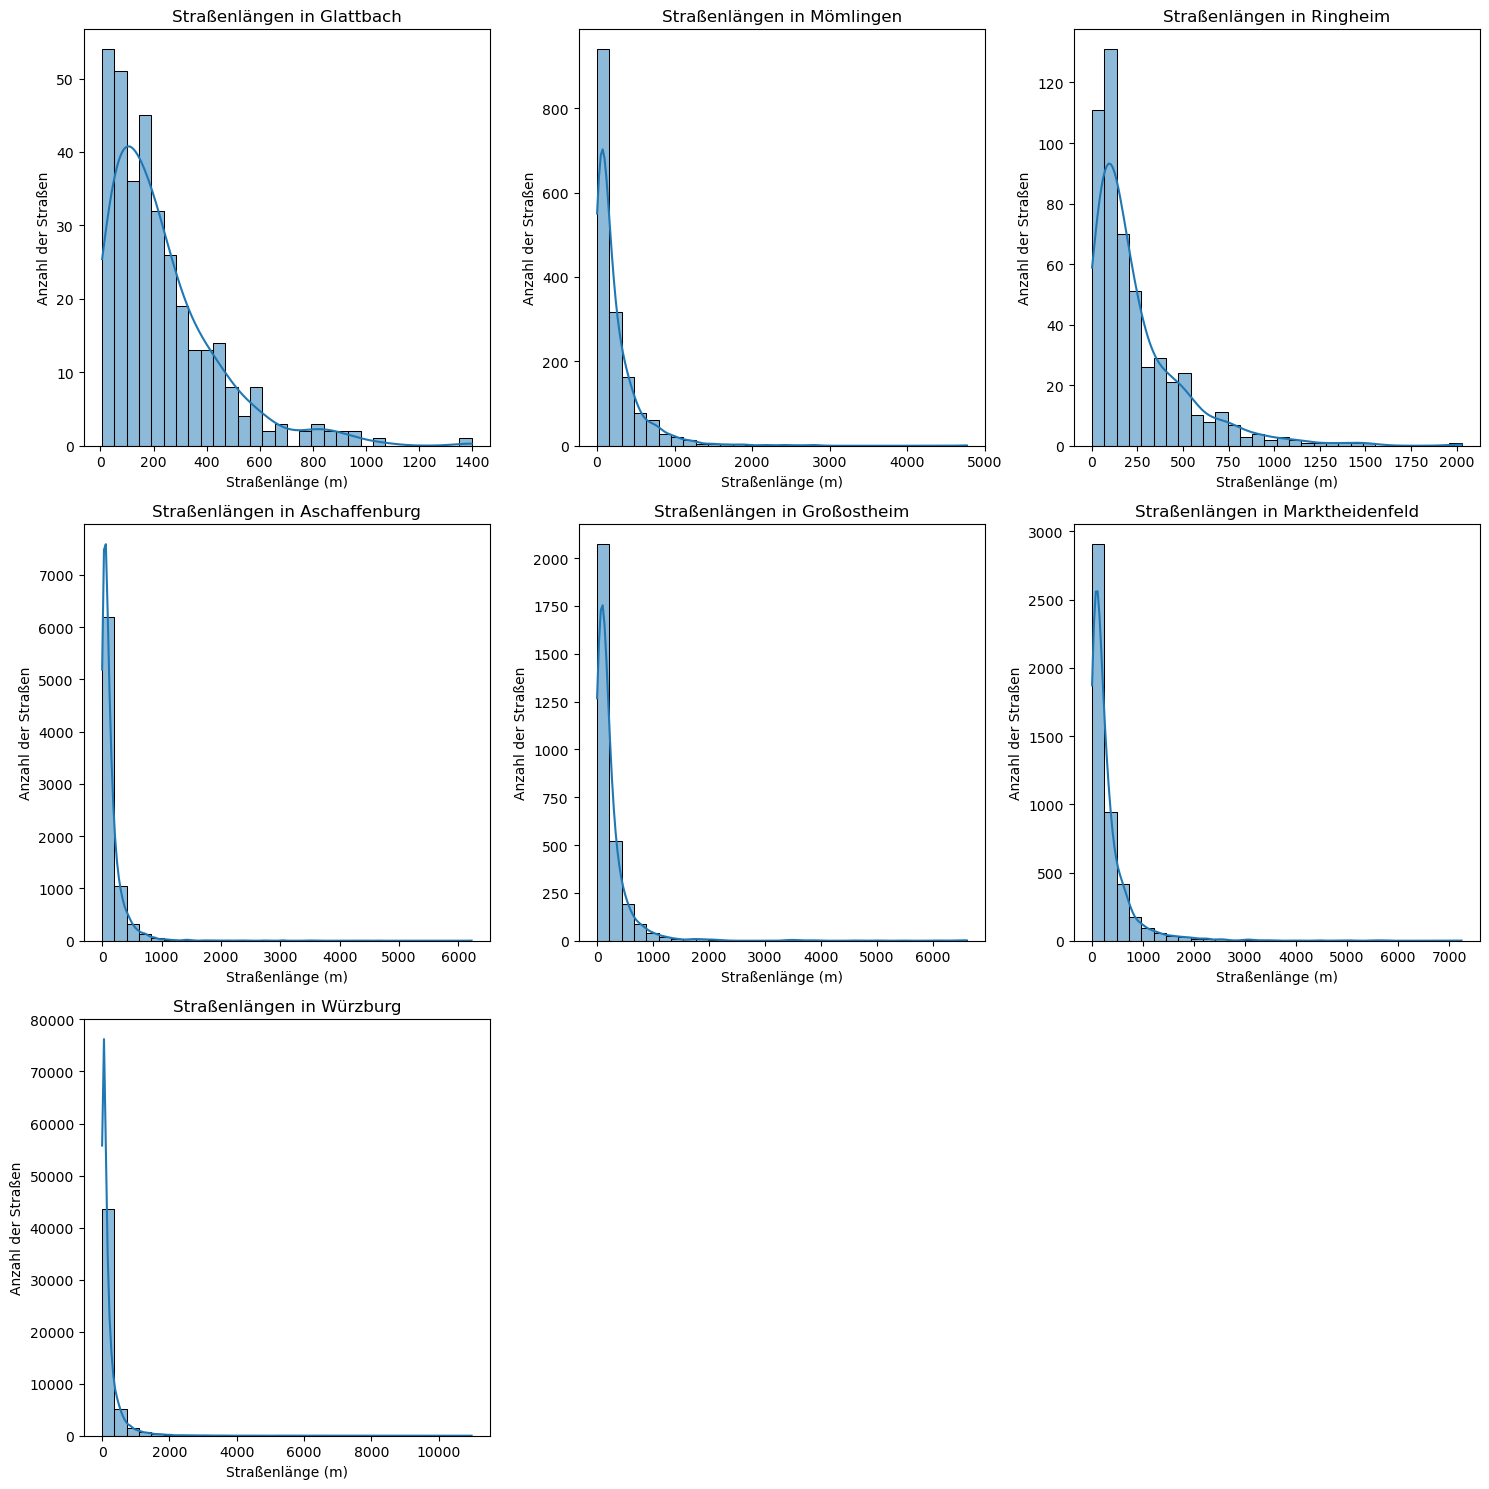 Straßenlängen in Glattbach
Anzahl der Straßen
50
40
30
20
10
0
0 200 400 600 800 1000 1200 1400
Straßenlänge (m)
Straßenlängen in Mömlingen
Anzahl der Straßen
800
600
400
200
0
0 1000 2000 3000 4000 5000
Straßenlänge (m)
Straßenlängen in Ringheim
Anzahl der Straßen
120
100
80
60
40
20
0
0 250 500 750 1000 1250 1500 1750 2000
Straßenlänge (m)
Straßenlängen in Aschaffenburg
Anzahl der Straßen
7000
6000
5000
4000
3000
2000
1000
0
0 1000 2000 3000 4000 5000 6000
Straßenlänge (m)
Straßenlängen in Großostheim
Anzahl der Straßen
2000
1750
1500
1250
1000
750
500
250
0
0 1000 2000 3000 4000 5000 6000
Straßenlänge (m)
Straßenlängen in Marktheidenfeld
Anzahl der Straßen
3000
2500
2000
1500
1000
500
0
0 1000 2000 3000 4000 5000 6000 7000
Straßenlänge (m)
Straßenlängen in Würzburg
Anzahl der Straßen
80000
70000
60000
50000
40000
30000
20000
10000
0
0 2000 4000 6000 8000 10000
Straßenlänge (m)